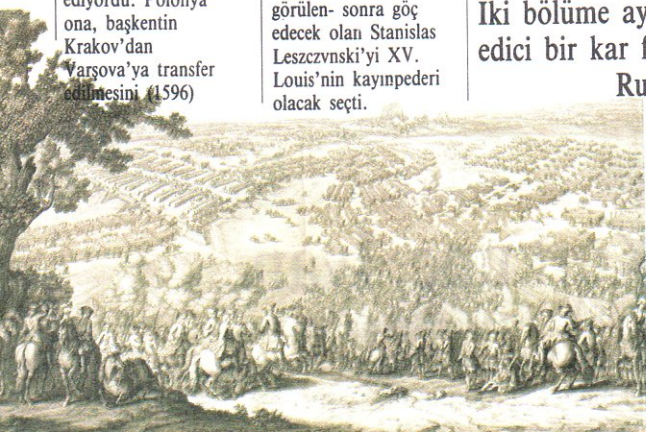 ediyordu. Polonya
ona, başkentin
Krakov'dan
Varşova'ya transfer
edilmesini (1596)
görülen- sonra göç
edecek olan Stanislas
Leszczvnski'yi XV.
Louis'nin kayınpederi
olacak seçti.
İki bölüme ay
edici bir kar f
Ru